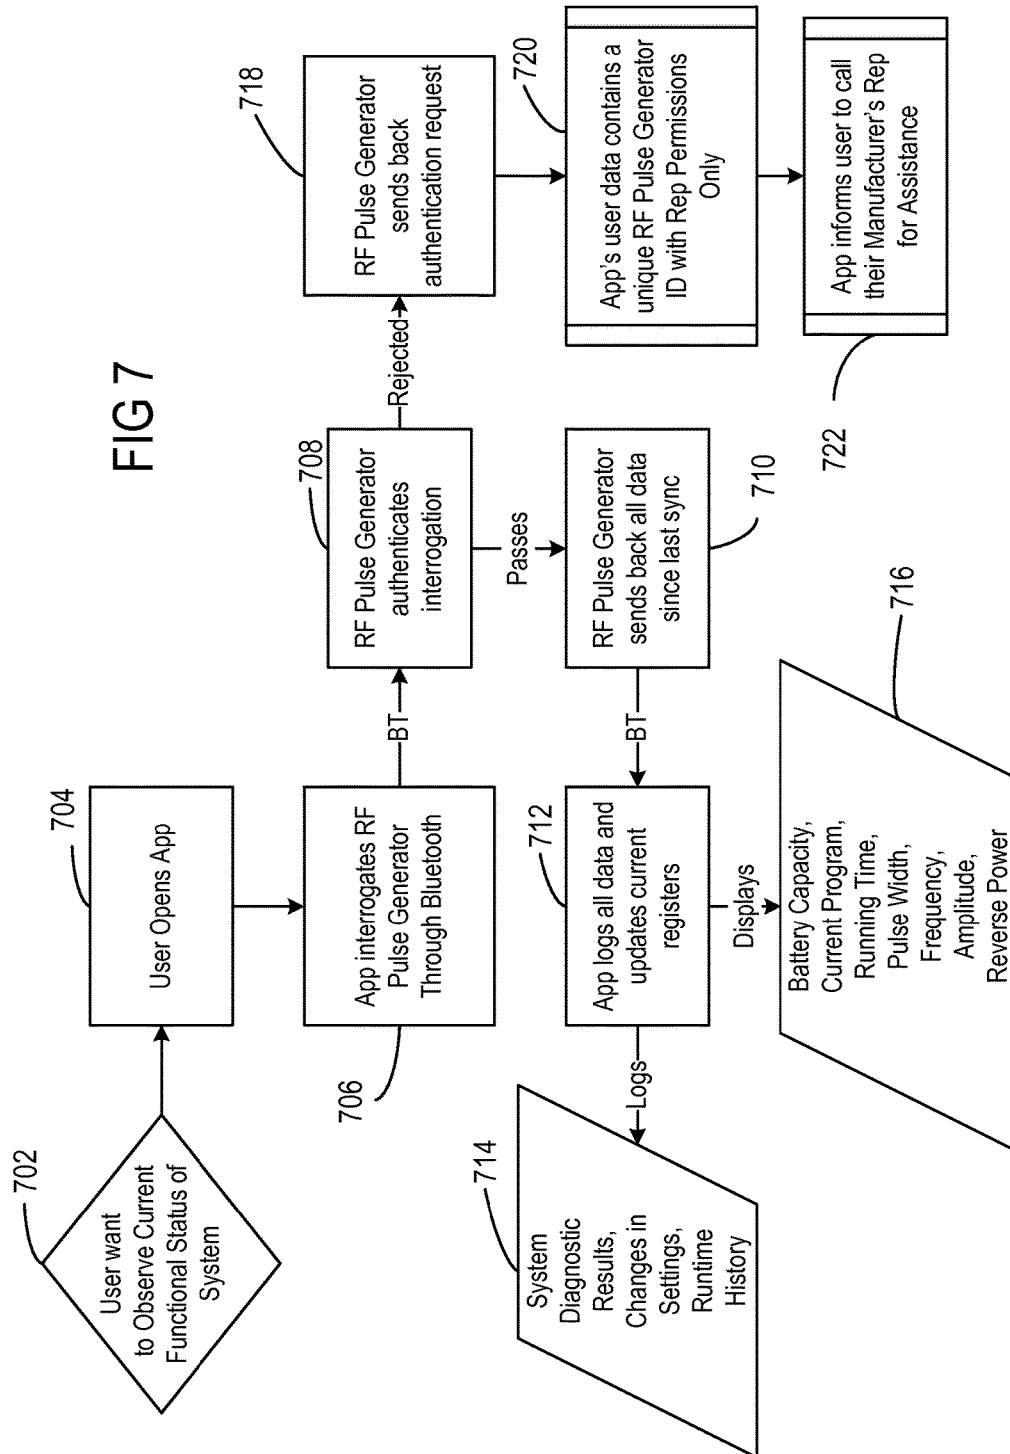 FIG 7
702
User want
to Observe Current
Functional Status of
System
704
User Opens App
706
App interrogates RF
Pulse Generator
Through Bluetooth
BT
708
RF Pulse Generator
authenticates
interrogation
Rejected
718
RF Pulse Generator
sends back
authentication request
720
App's user data contains a
unique RF Pulse Generator
ID with Rep Permissions
Only
722
App informs user to call
their Manufacturer's Rep
for Assistance
Passes
710
RF Pulse Generator
sends back all data
since last sync
BT
712
App logs all data and
updates current
registers
Logs
714
System
Diagnostic
Results,
Changes in
Settings,
Runtime
History
Displays
716
Battery Capacity,
Current Program,
Running Time,
Pulse Width,
Frequency,
Amplitude,
Reverse Power